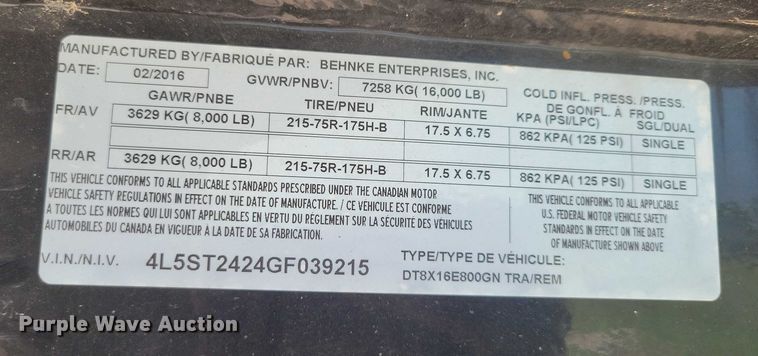 MANUFACTURED BY/FABRIQUÉ PAR: BEHNKE ENTERPRISES, INC.
DATE: 02/2016 GVWR/PNBV: 7258 KG( 16,000 LB)
GAWR/PNBE TIRE/PNEU RIM/JANTE COLD INFL. PRESS./PRESS. DE GONFL. À FROID
KPA (PSI/LPC) SGL/DUAL
FR/AV 3629 KG( 8,000 LB) 215-75R-175H-B 17.5 X 6.75 862 KPA( 125 PSI) SINGLE
RR/AR 3629 KG( 8,000 LB) 215-75R-175H-B 17.5 X 6.75 862 KPA( 125 PSI) SINGLE
THIS VEHICLE CONFORMS TO ALL APPLICABLE STANDARDS PRESCRIBED UNDER THE CANADIAN MOTOR
VEHICLE SAFETY REGULATIONS IN EFFECT ON THE DATE OF MANUFACTURE. / CE VÉHICULE EST CONFORME
A TOUTES LES NORMES QUI LUI SONT APPLICABLES EN VERTU DU RÈGLEMENT SUR LA SÉCURITÉ DES VÉHICULES
AUTOMOBILES DU CANADA EN VIGUEUR À LA DATE DE SA FABRICATION.
THIS VEHICLE CONFORMS TO ALL APPLICABLE
U.S. FEDERAL MOTOR VEHICLE SAFETY
STANDARDS IN EFFECT ON THE DATE
OF MANUFACTURE SHOWN ABOVE
V.I.N./N.I.V. 4L5ST2424GF039215
TYPE/TYPE DE VÉHICULE:
DT8X16E800GN TRA/REM
Purple Wave Auction